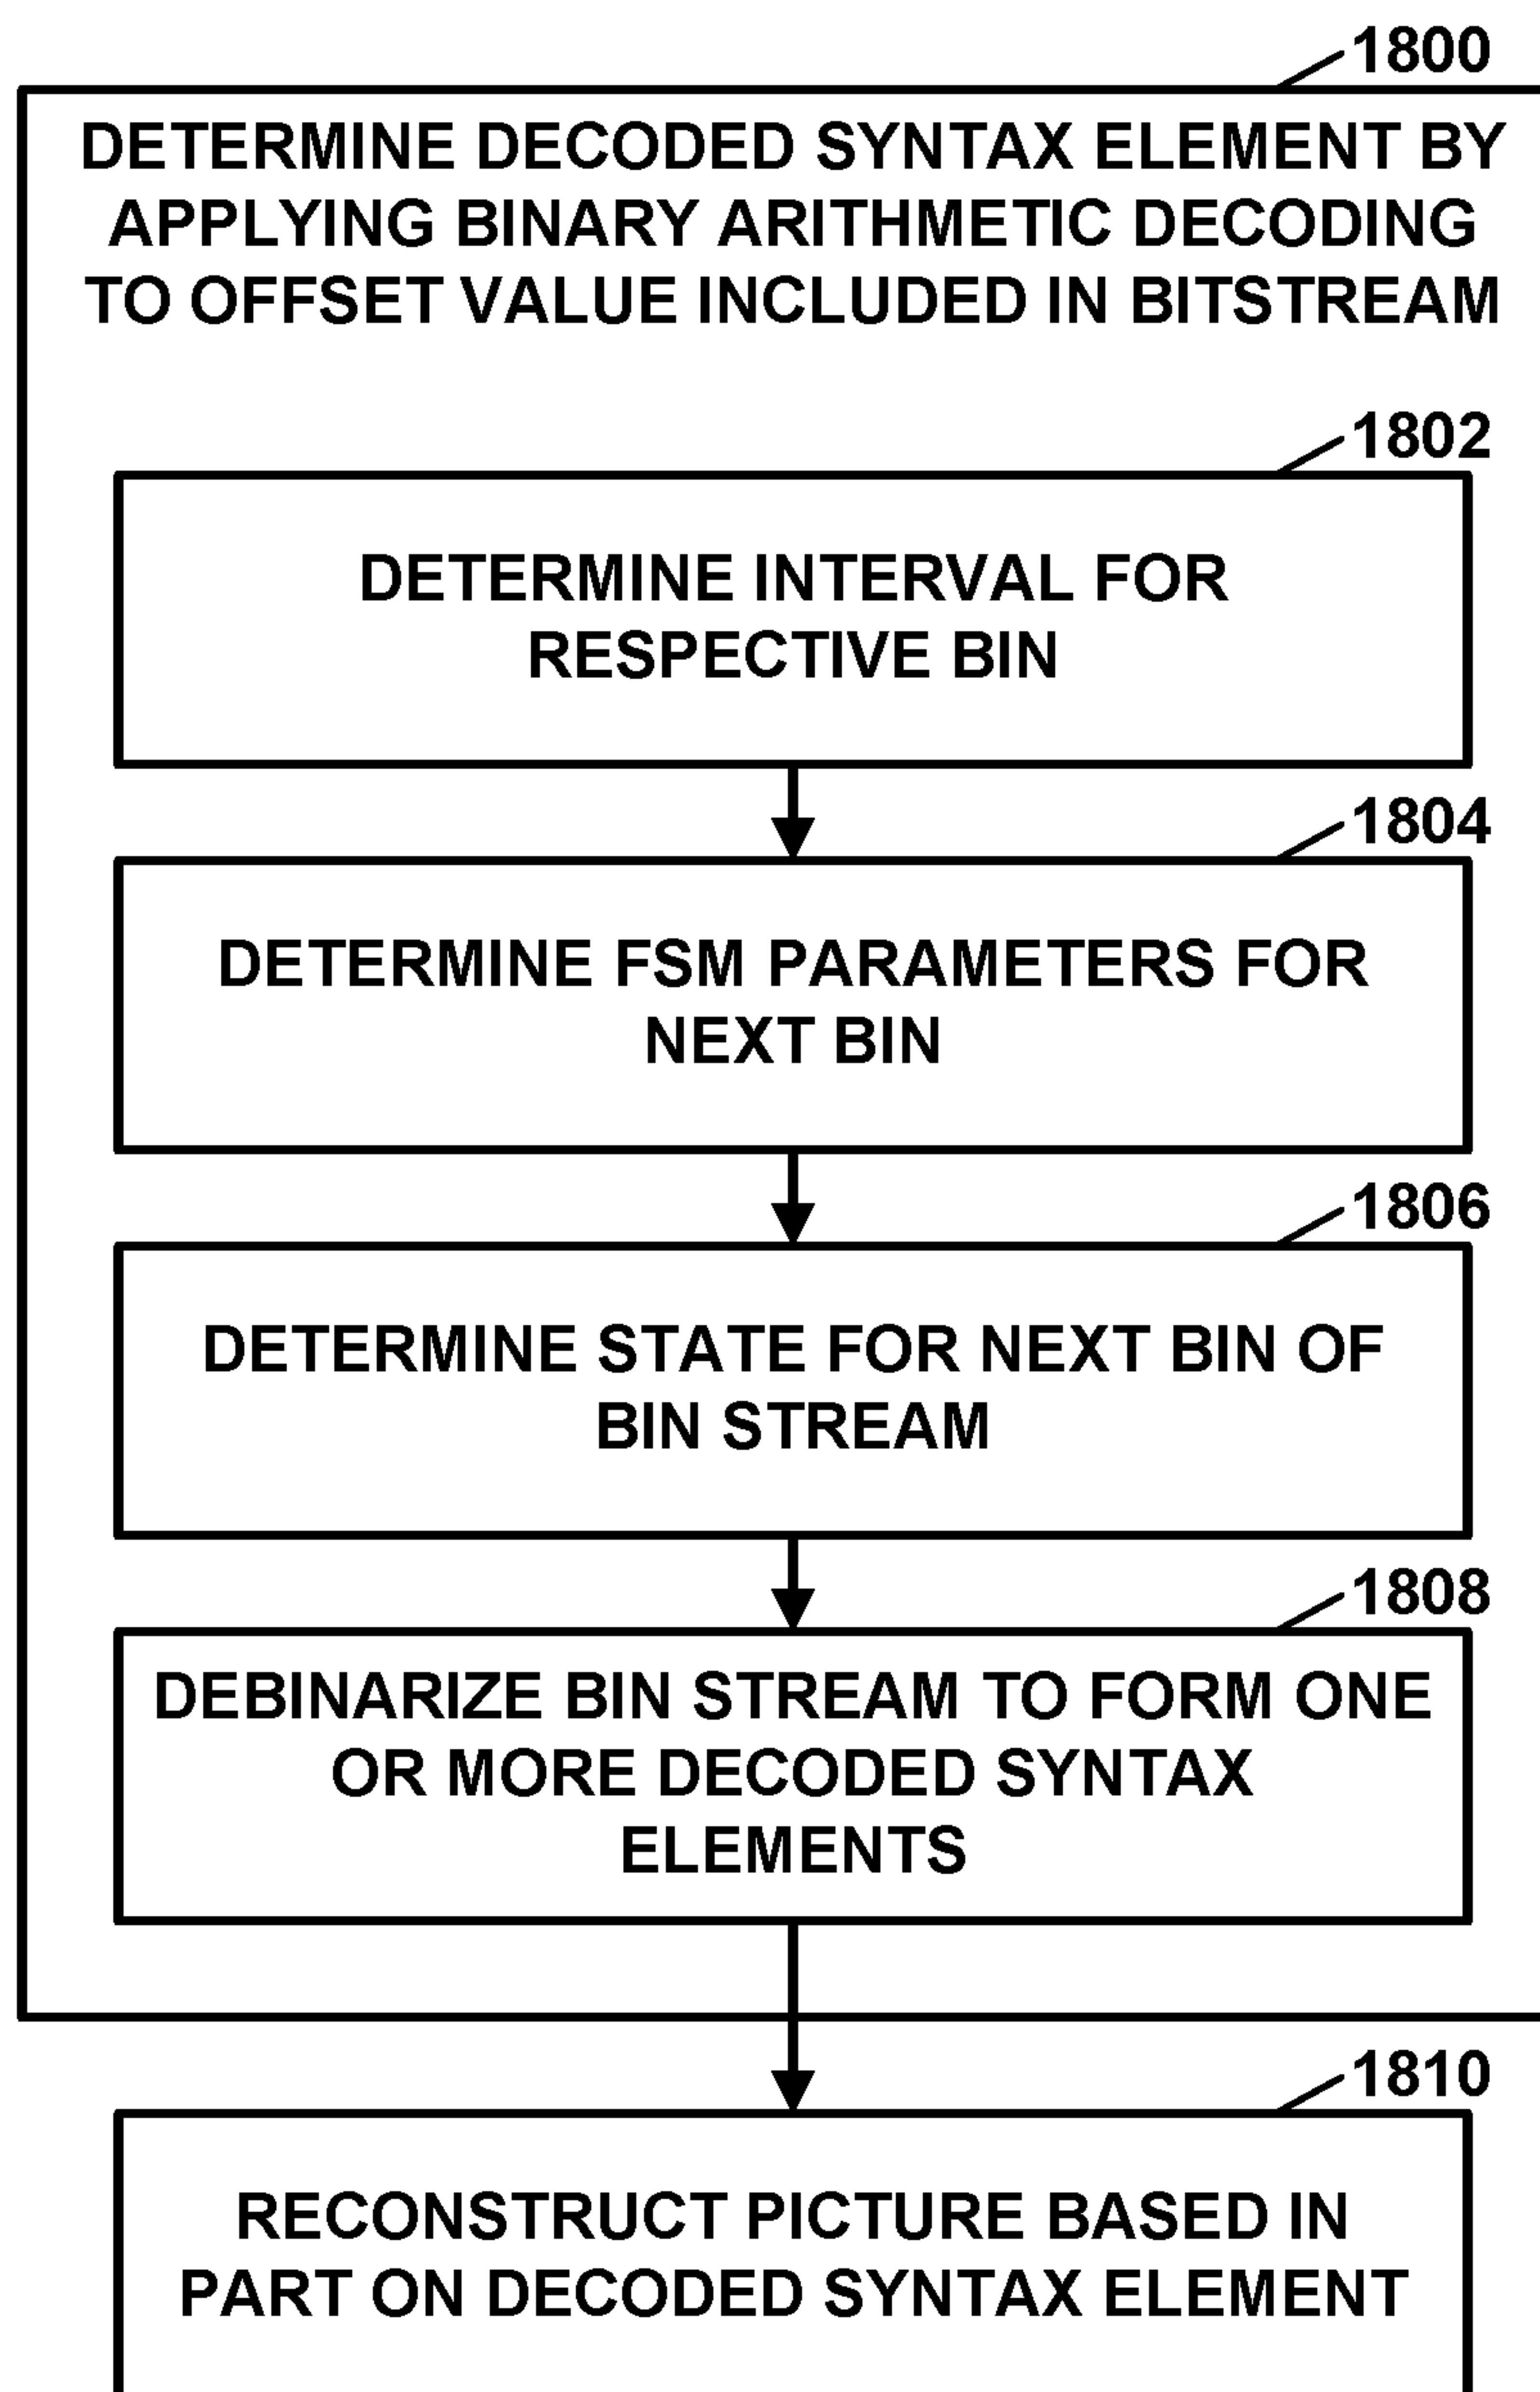 1800
DETERMINE DECODED SYNTAX ELEMENT BY
APPLYING BINARY ARITHMETIC DECODING
TO OFFSET VALUE INCLUDED IN BITSTREAM
1802
DETERMINE INTERVAL FOR
RESPECTIVE BIN
1804
DETERMINE FSM PARAMETERS FOR
NEXT BIN
1806
DETERMINE STATE FOR NEXT BIN OF
BIN STREAM
1808
DEBINARIZE BIN STREAM TO FORM ONE
OR MORE DECODED SYNTAX
ELEMENTS
1810
RECONSTRUCT PICTURE BASED IN
PART ON DECODED SYNTAX ELEMENT